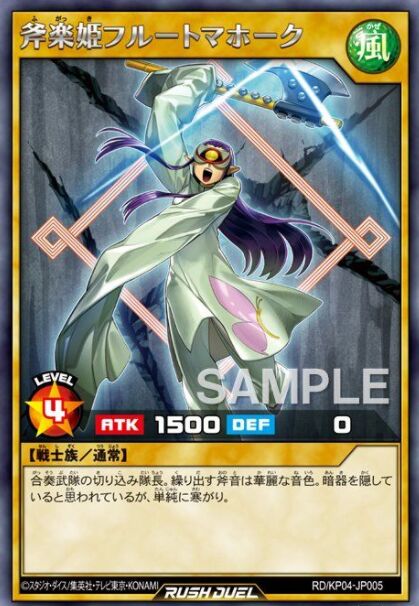 斧楽姫フルートマホーク
風
SAMPLE
LEVEL
4
ATK 1500 DEF 0
【戦士族/通常】
合奏武隊の切り込み隊長。繰り出す斧音は華麗な音色。暗器を隠して
いると思われているが、単純に寒がり。
©スタジオ・ダイス/集英社・テレビ東京・KONAMI
RUSH DUEL
RD/KP04-JP005